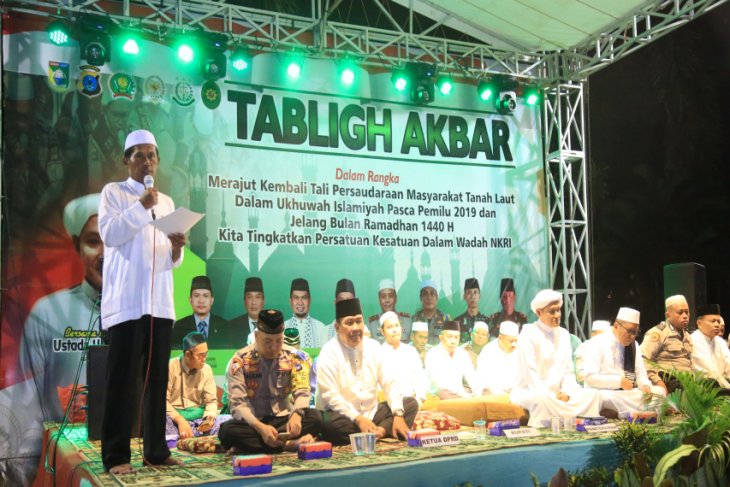 TABLIGH AKBAR
Dalam Rangka
Merajut Kembali Tali Persaudaraan Masyarakat Tanah Laut
Dalam Ukhuwah Islamiyah Pasca Pemilu 2019 dan
Jelang Bulan Ramadhan 1440 H
Kita Tingkatkan Persatuan Kesatuan Dalam Wadah NKRI
Bersama
Ustadz
KETUA DPRD
BUPATI